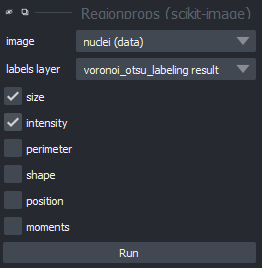 Regionprops (scikit-image)
image nuclei (data)
labels layer voronoi_otsu_labeling result
size
intensity
perimeter
shape
position
moments
Run